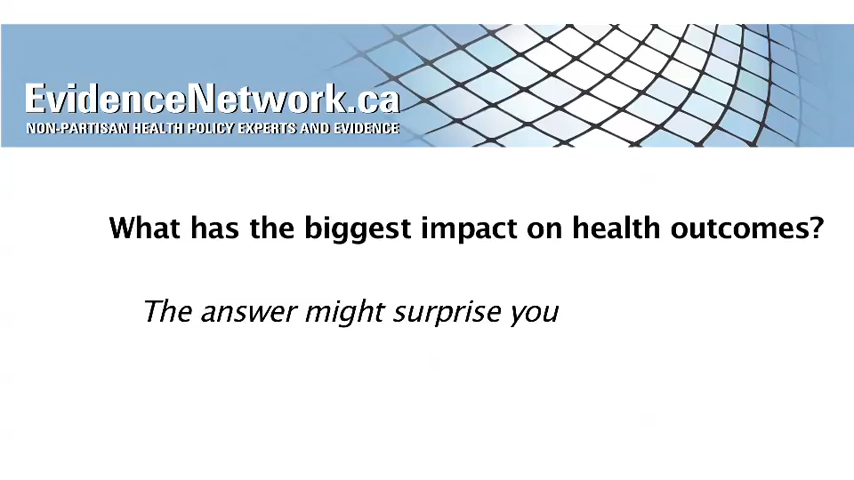 EvidenceNetwork.ca
NON-PARTISAN HEALTH POLICY EXPERTS AND EVIDENCE
What has the biggest impact on health outcomes?
The answer might surprise you